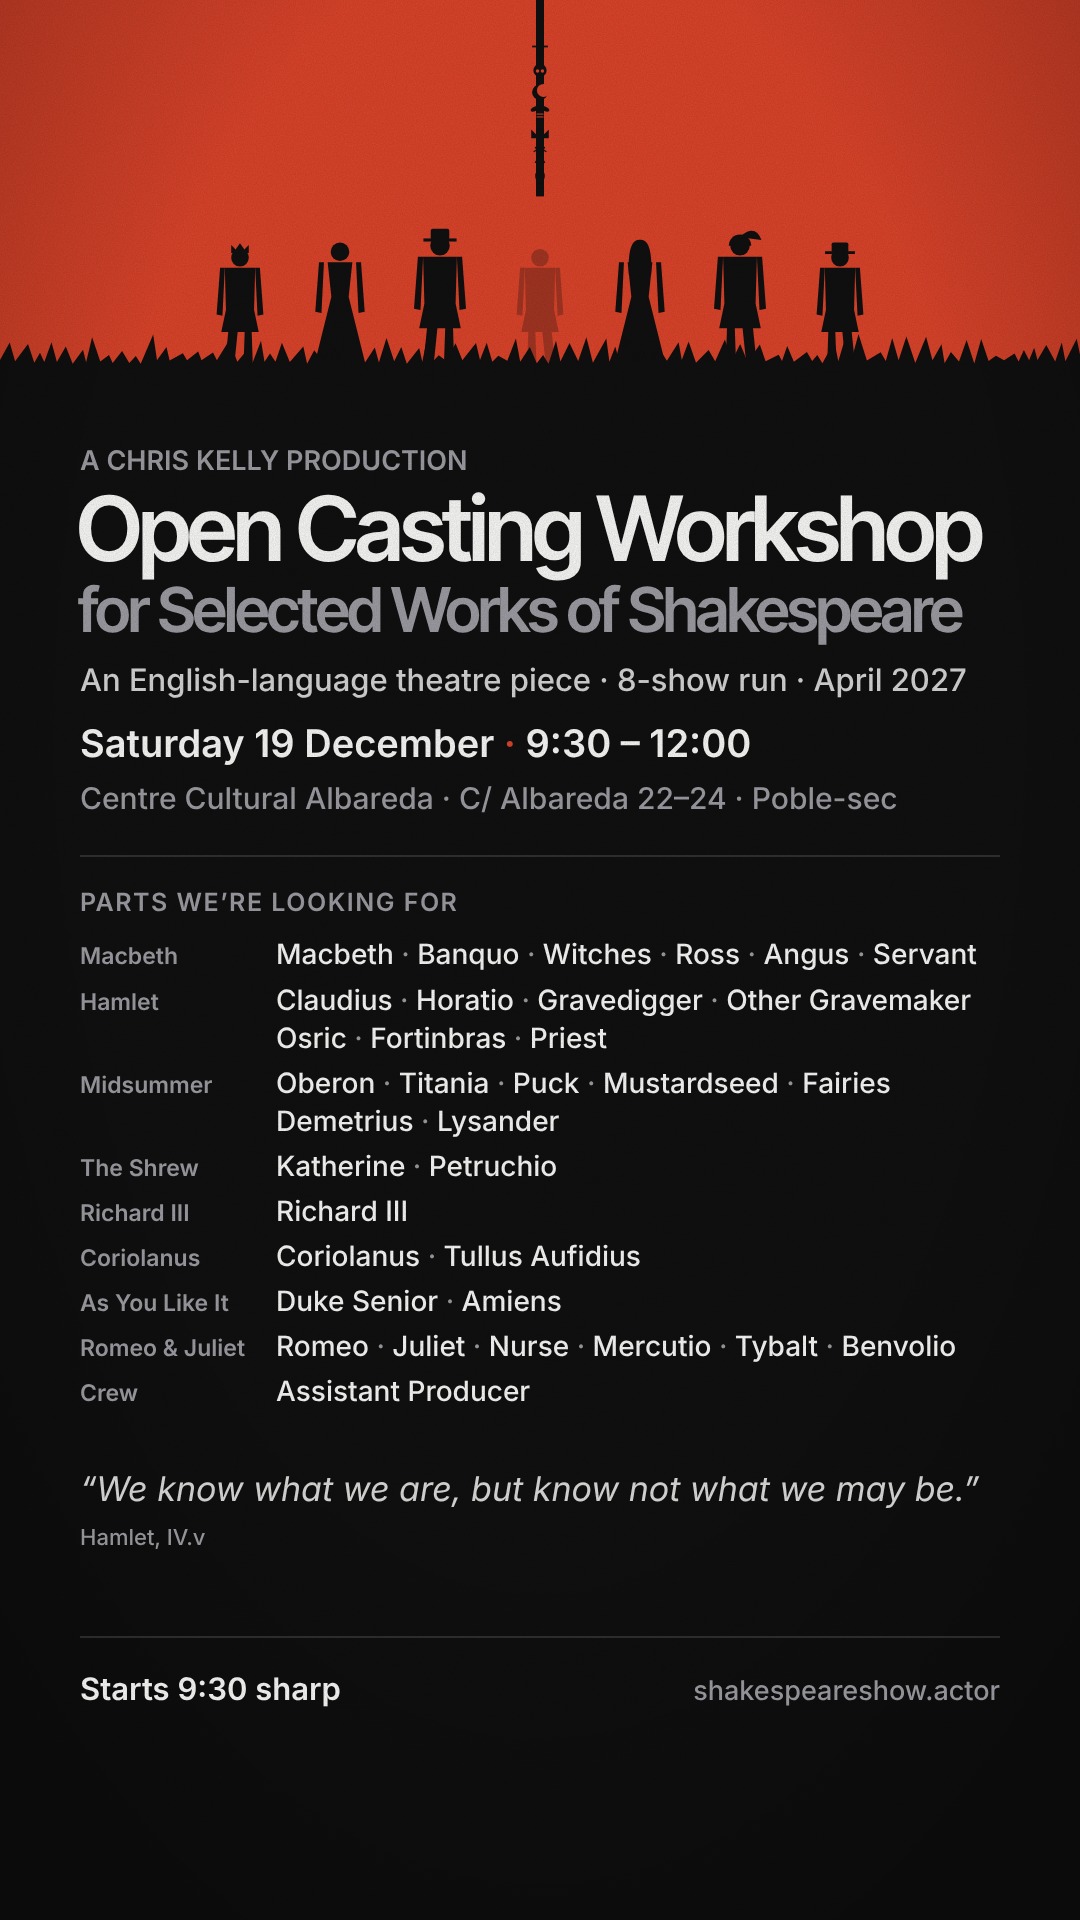 A CHRIS KELLY PRODUCTION
Open Casting Workshop
for Selected Works of Shakespeare
An English-language theatre piece · 8-show run · April 2027
Saturday 19 December · 9:30 – 12:00
Centre Cultural Albareda · C/ Albareda 22–24 · Poble-sec
PARTS WE’RE LOOKING FOR
Macbeth Macbeth · Banquo · Witches · Ross · Angus · Servant
Hamlet Claudius · Horatio · Gravedigger · Other Gravemaker
Osric · Fortinbras · Priest
Midsummer Oberon · Titania · Puck · Mustardseed · Fairies
Demetrius · Lysander
The Shrew Katherine · Petruchio
Richard III Richard III
Coriolanus Coriolanus · Tullus Aufidius
As You Like It Duke Senior · Amiens
Romeo & Juliet Romeo · Juliet · Nurse · Mercutio · Tybalt · Benvolio
Crew Assistant Producer
“We know what we are, but know not what we may be.”
Hamlet, IV.v
Starts 9:30 sharp shakespeareshow.actor